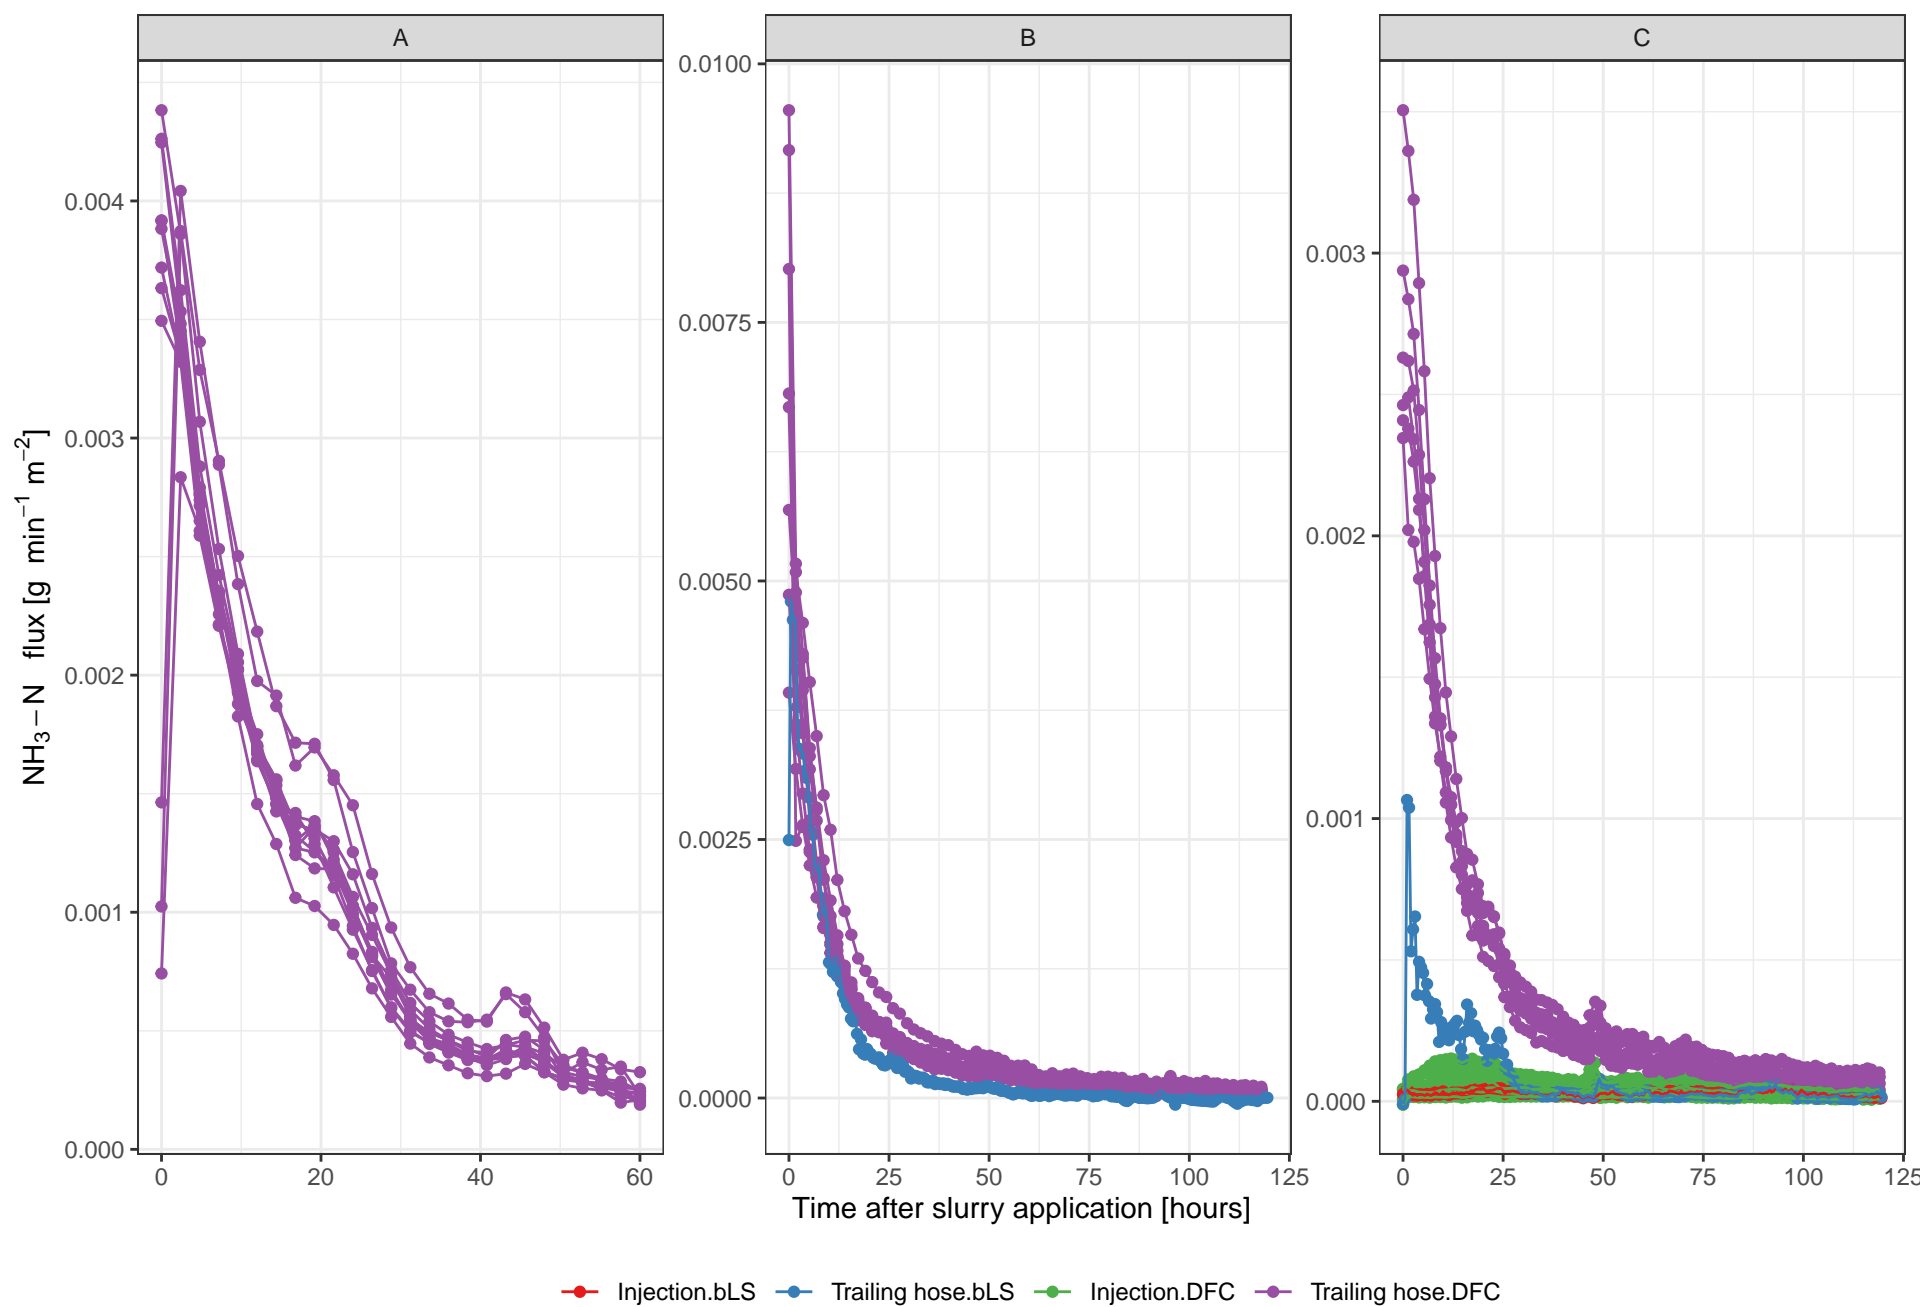 A
B
C
0.000
0.001
0.002
0.003
0.004
0.0000
0.0025
0.0050
0.0075
0.0100
0.000
0.001
0.002
0.003
0 20 40 60
0 25 50 75 100 125
0 25 50 75 100 125
NH₃−N flux [g min⁻¹ m⁻²]
Time after slurry application [hours]
Injection.bLS Trailing hose.bLS Injection.DFC Trailing hose.DFC